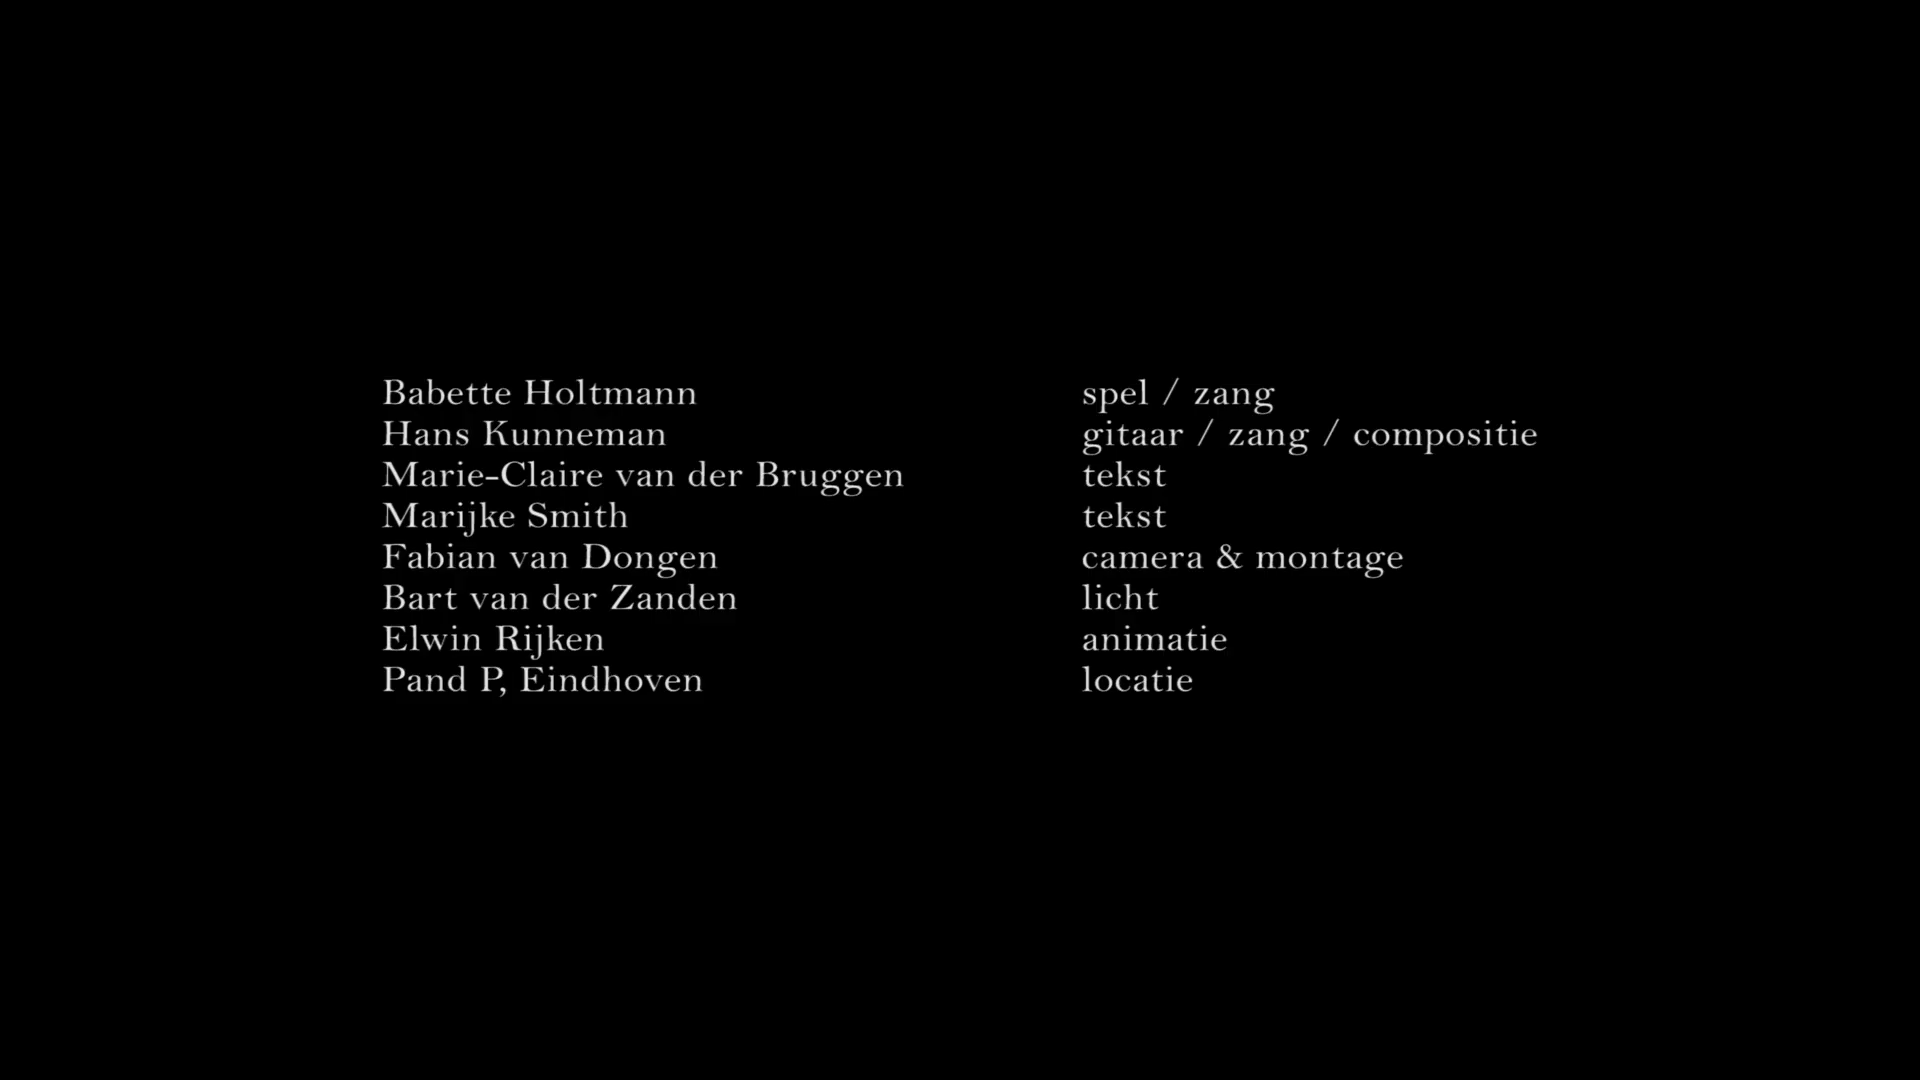 Babette Holtmann spel / zang
Hans Kunneman gitaar / zang / compositie
Marie-Claire van der Bruggen tekst
Marijke Smith tekst
Fabian van Dongen camera & montage
Bart van der Zanden licht
Elwin Rijken animatie
Pand P, Eindhoven locatie